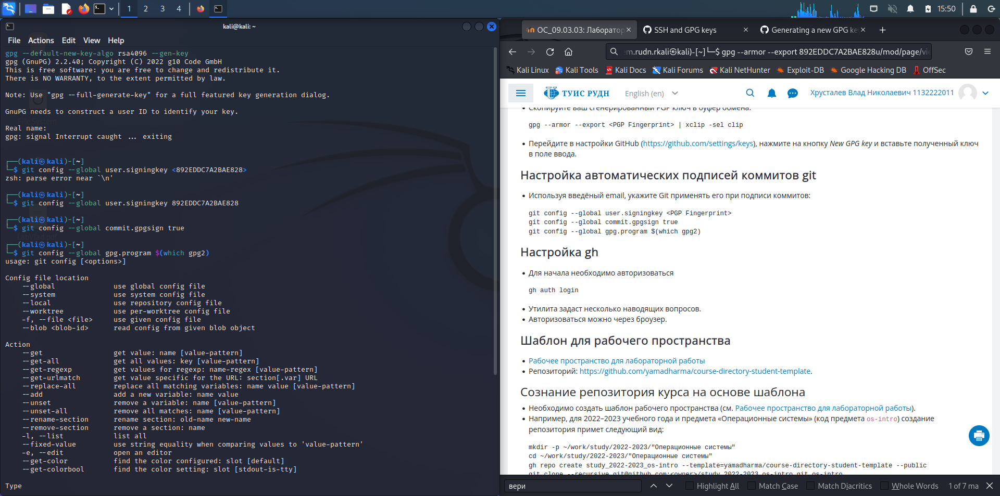 1 2 3 4
15:50
kali@kali: ~
File Actions Edit View Help
gpg --default-new-key-algo rsa4096 --gen-key
gpg (GnuPG) 2.2.40; Copyright (C) 2022 g10 Code GmbH
This is free software: you are free to change and redistribute it.
There is NO WARRANTY, to the extent permitted by law.
Note: Use "gpg --full-generate-key" for a full featured key generation dialog.
GnuPG needs to construct a user ID to identify your key.
Real name:
gpg: signal Interrupt caught ... exiting
┌──(kali㉿kali)-[~]
└─$ git config --global user.signingkey <892EDDC7A2BAE828>
zsh: parse error near `\n'
┌──(kali㉿kali)-[~]
└─$ git config --global user.signingkey 892EDDC7A2BAE828
┌──(kali㉿kali)-[~]
└─$ git config --global commit.gpgsign true
┌──(kali㉿kali)-[~]
└─$ git config --global gpg.program $(which gpg2)
usage: git config [<options>]
Config file location
--global use global config file
--system use system config file
--local use repository config file
--worktree use per-worktree config file
-f, --file <file> use given config file
--blob <blob-id> read config from given blob object
Action
--get get value: name [value-pattern]
--get-all get all values: key [value-pattern]
--get-regexp get values for regexp: name-regex [value-pattern]
--get-urlmatch get value specific for the URL: section[.var] URL
--replace-all replace all matching variables: name value [value-pattern]
--add add a new variable: name value
--unset remove a variable: name [value-pattern]
--unset-all remove all matches: name [value-pattern]
--rename-section rename section: old-name new-name
--remove-section remove a section: name
-l, --list list all
--fixed-value use string equality when comparing values to 'value-pattern'
-e, --edit open an editor
--get-color find the color configured: slot [default]
--get-colorbool find the color setting: slot [stdout-is-tty]
Type
ОС_09.03.03: Лаборатор
SSH and GPG keys
Generating a new GPG ke
em.rudn.rkali㉿kali)-[~]└─$ gpg --armor --export 892EDDC7A2BAE828u/mod/page/vie
Kali Linux Kali Tools Kali Docs Kali Forums Kali NetHunter Exploit-DB Google Hacking DB OffSec
ТУИС РУДН English (en) Хрусталев Влад Николаевич 1132222011
Скопируйте ваш сгенерированный PGP ключ в буфер обмена:
gpg --armor --export <PGP Fingerprint> | xclip -sel clip
Перейдите в настройки GitHub (https://github.com/settings/keys), нажмите на кнопку New GPG key и вставьте полученный ключ
в поле ввода.
Настройка автоматических подписей коммитов git
Используя введёный email, укажите Git применять его при подписи коммитов:
git config --global user.signingkey <PGP Fingerprint>
git config --global commit.gpgsign true
git config --global gpg.program $(which gpg2)
Настройка gh
Для начала необходимо авторизоваться
gh auth login
Утилита задаст несколько наводящих вопросов.
Авторизоваться можно через броузер.
Шаблон для рабочего пространства
Рабочее пространство для лабораторной работы
Репозиторий: https://github.com/yamadharma/course-directory-student-template.
Сознание репозитория курса на основе шаблона
Необходимо создать шаблон рабочего пространства (см. Рабочее пространство для лабораторной работы).
Например, для 2022–2023 учебного года и предмета «Операционные системы» (код предмета os-intro) создание
репозитория примет следующий вид:
mkdir -p ~/work/study/2022-2023/"Операционные системы"
cd ~/work/study/2022-2023/"Операционные системы"
gh repo create study_2022-2023_os-intro --template=yamadharma/course-directory-student-template --public
git clone --recursive git@github.com:<owner>/study_2022-2023_os-intro.git os-intro
вери Highlight All Match Case Match Diacritics Whole Words 1 of 7 ma